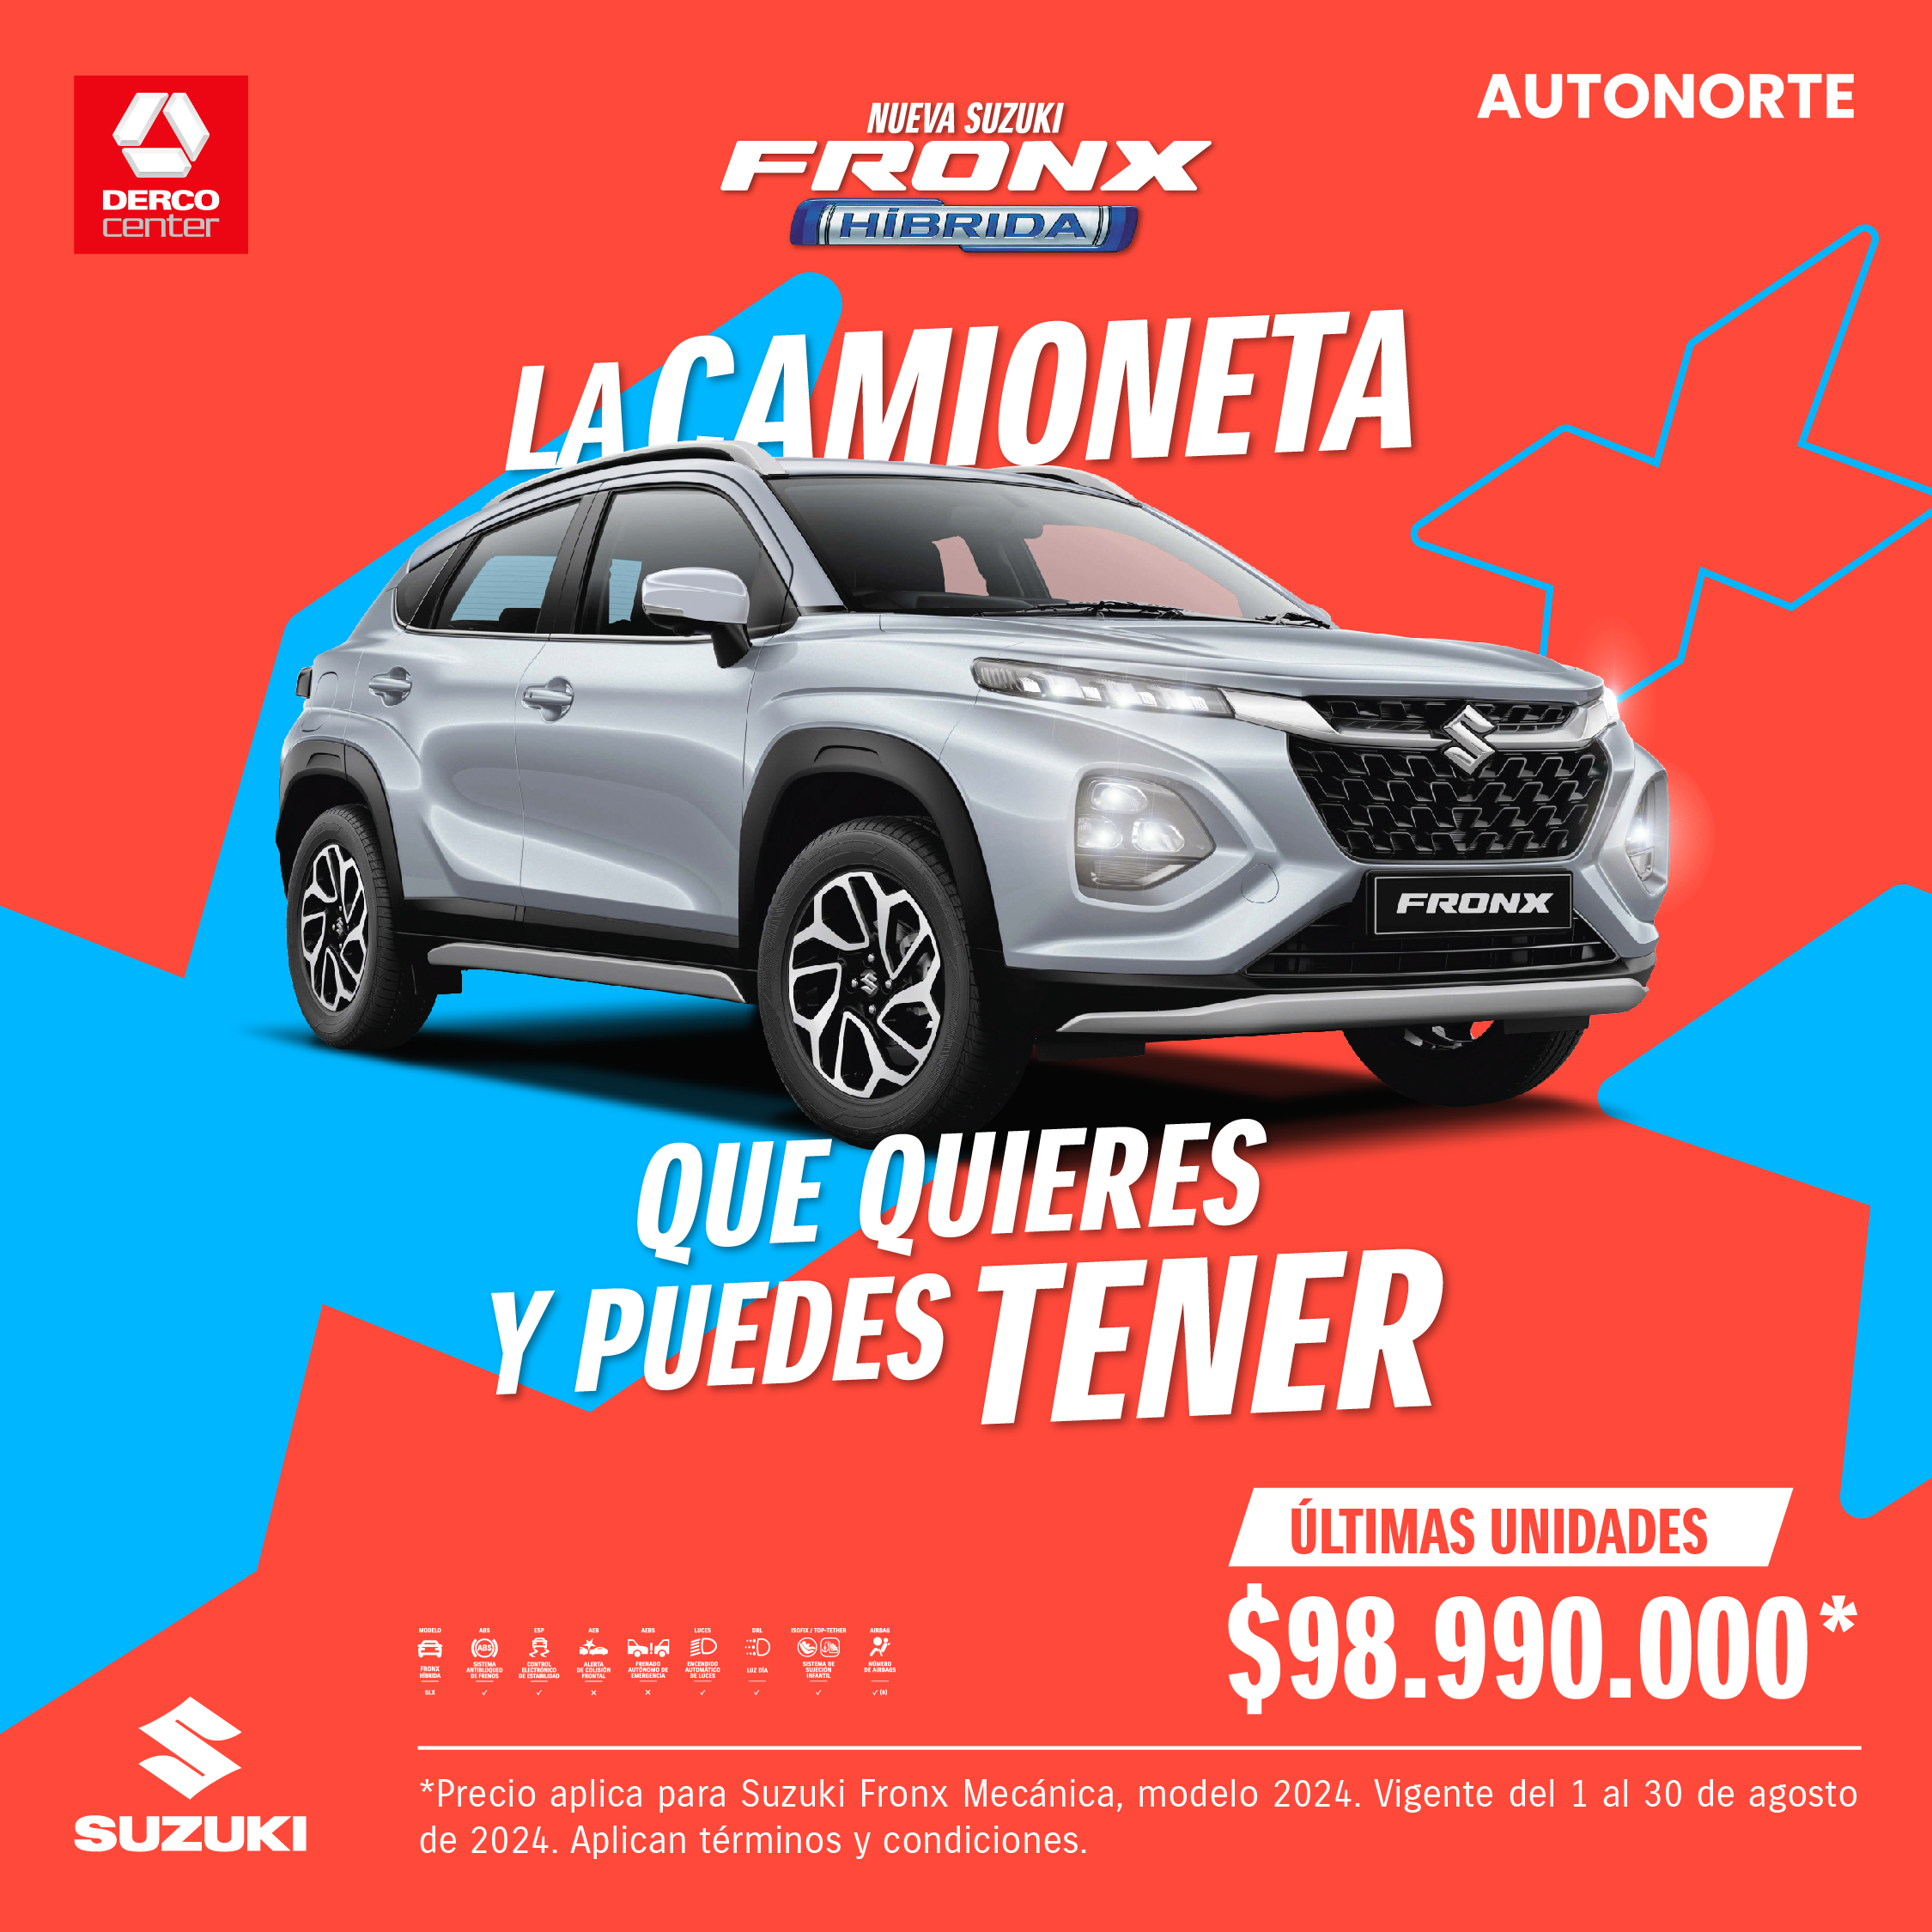 DERCO
center
NUEVA SUZUKI
FRONX
HÍBRIDA
AUTONORTE
LA CAMIONETA
FRONX
QUE QUIERES
Y PUEDES TENER
ÚLTIMAS UNIDADES
$98.990.000*
MODELO ABS ESP AEB AEBS LUCES DRL ISOFIX / TOP-TETHER AIRBAG
ABS
FRONX HÍBRIDA
SISTEMA ANTIBLOQUEO DE FRENOS
CONTROL ELECTRÓNICO DE ESTABILIDAD
ALERTA DE COLISIÓN FRONTAL
FRENADO AUTÓNOMO DE EMERGENCIA
ENCENDIDO AUTOMÁTICO DE LUCES
LUZ DÍA
SISTEMA DE SUJECIÓN INFANTIL
NÚMERO DE AIRBAGS
GLX ✓ ✓ ✕ ✕ ✓ ✓ ✓ ✓ (6)
SUZUKI
*Precio aplica para Suzuki Fronx Mecánica, modelo 2024. Vigente del 1 al 30 de agosto
de 2024. Aplican términos y condiciones.